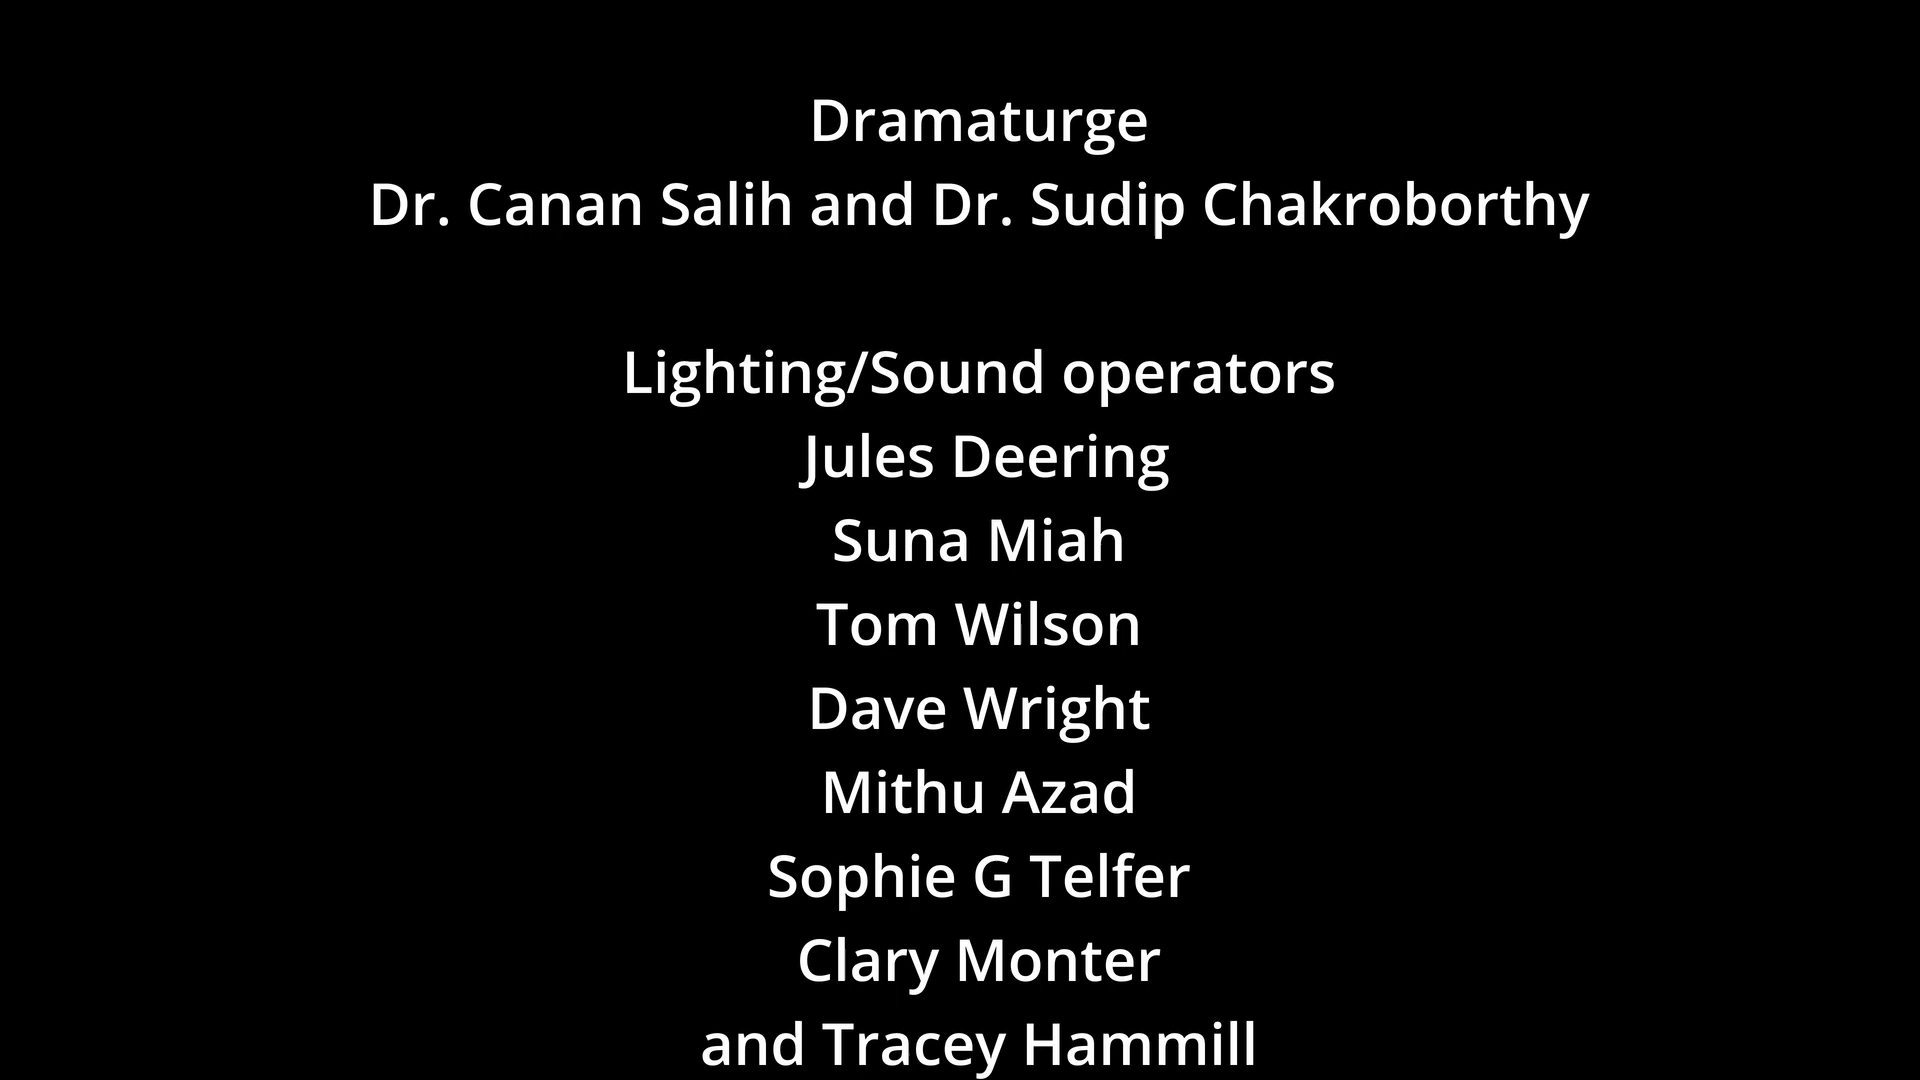 Dramaturge
Dr. Canan Salih and Dr. Sudip Chakroborthy
Lighting/Sound operators
Jules Deering
Suna Miah
Tom Wilson
Dave Wright
Mithu Azad
Sophie G Telfer
Clary Monter
and Tracey Hammill